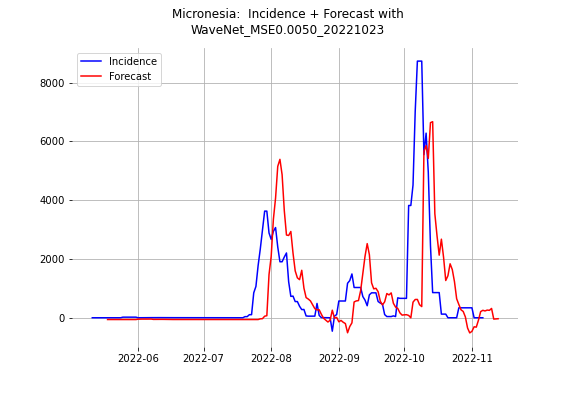 Micronesia:  Incidence + Forecast with
WaveNet_MSE0.0050_20221023
Incidence
Forecast
8000
6000
4000
2000
0
2022-06
2022-07
2022-08
2022-09
2022-10
2022-11